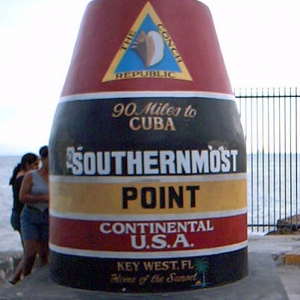 THE CONCH
REPUBLIC
90 Miles to
CUBA
SOUTHERNMOST
POINT
CONTINENTAL
U.S.A.
KEY WEST, FL
Home of the Sunset